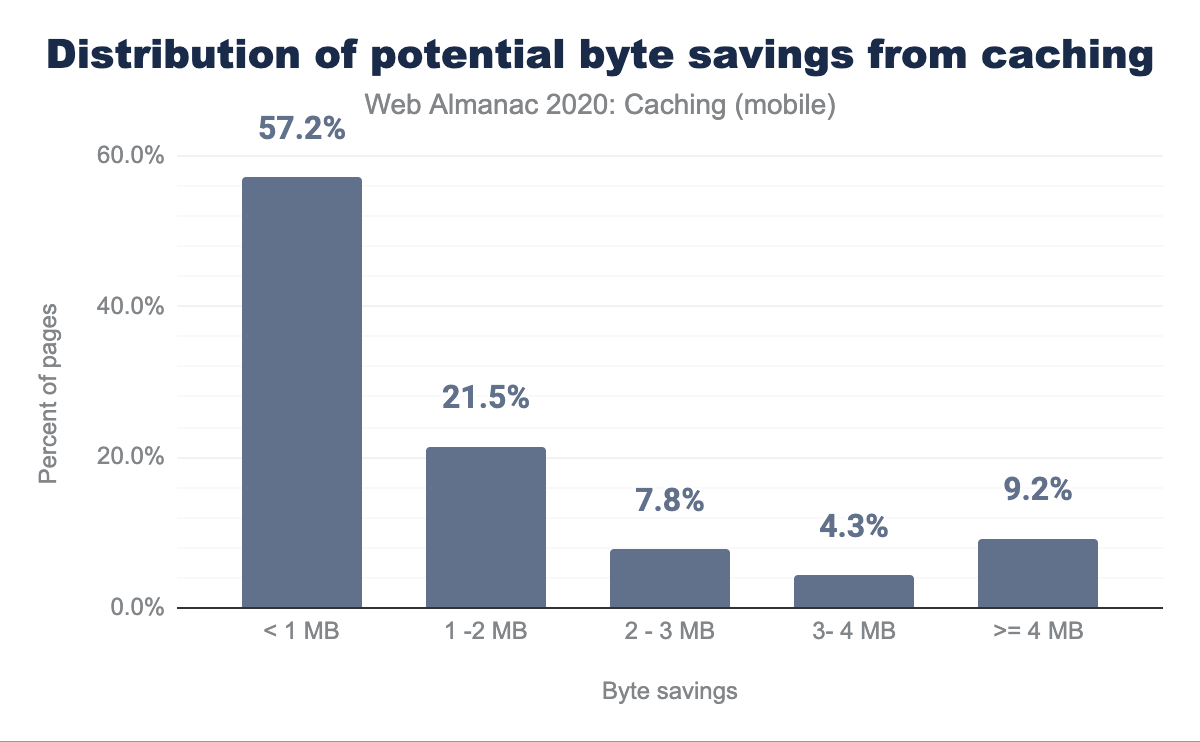 Distribution of potential byte savings from caching
Web Almanac 2020: Caching (mobile)
57.2%
60.0%
40.0%
21.5%
20.0%
7.8%
4.3%
9.2%
0.0%
Percent of pages
< 1 MB
1 -2 MB
2 - 3 MB
3- 4 MB
>= 4 MB
Byte savings